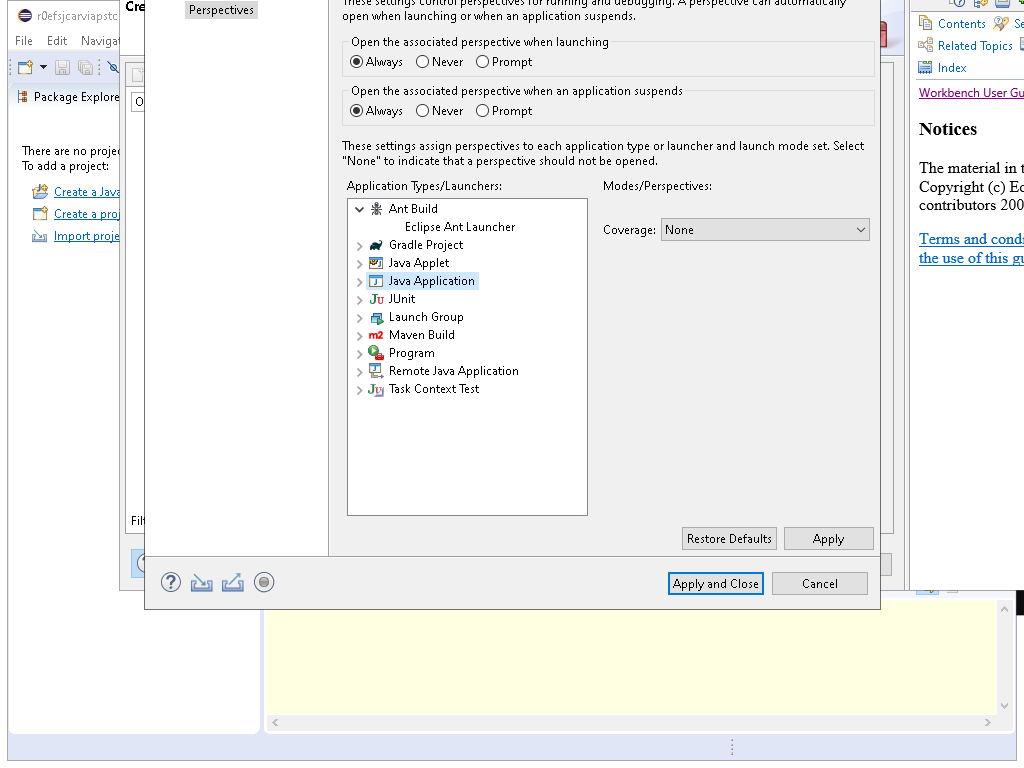 r0efsjcarviapstc
File Edit Navigat
Package Explore
There are no projec
To add a project:
Create a Java
Create a proj
Import proje
Cre
Perspectives
These settings control perspectives for running and debugging. A perspective can automatically
open when launching or when an application suspends.
Open the associated perspective when launching
Always Never Prompt
Open the associated perspective when an application suspends
Always Never Prompt
These settings assign perspectives to each application type or launcher and launch mode set. Select
"None" to indicate that a perspective should not be opened.
Application Types/Launchers:
Modes/Perspectives:
Ant Build
Eclipse Ant Launcher
Gradle Project
Java Applet
Java Application
JUnit
Launch Group
Maven Build
Program
Remote Java Application
Task Context Test
Coverage: None
Restore Defaults Apply
Apply and Close Cancel
Filt
Contents Se
Related Topics
Index
Workbench User Gu
Notices
The material in t
Copyright (c) Ec
contributors 200
Terms and condi
the use of this gu